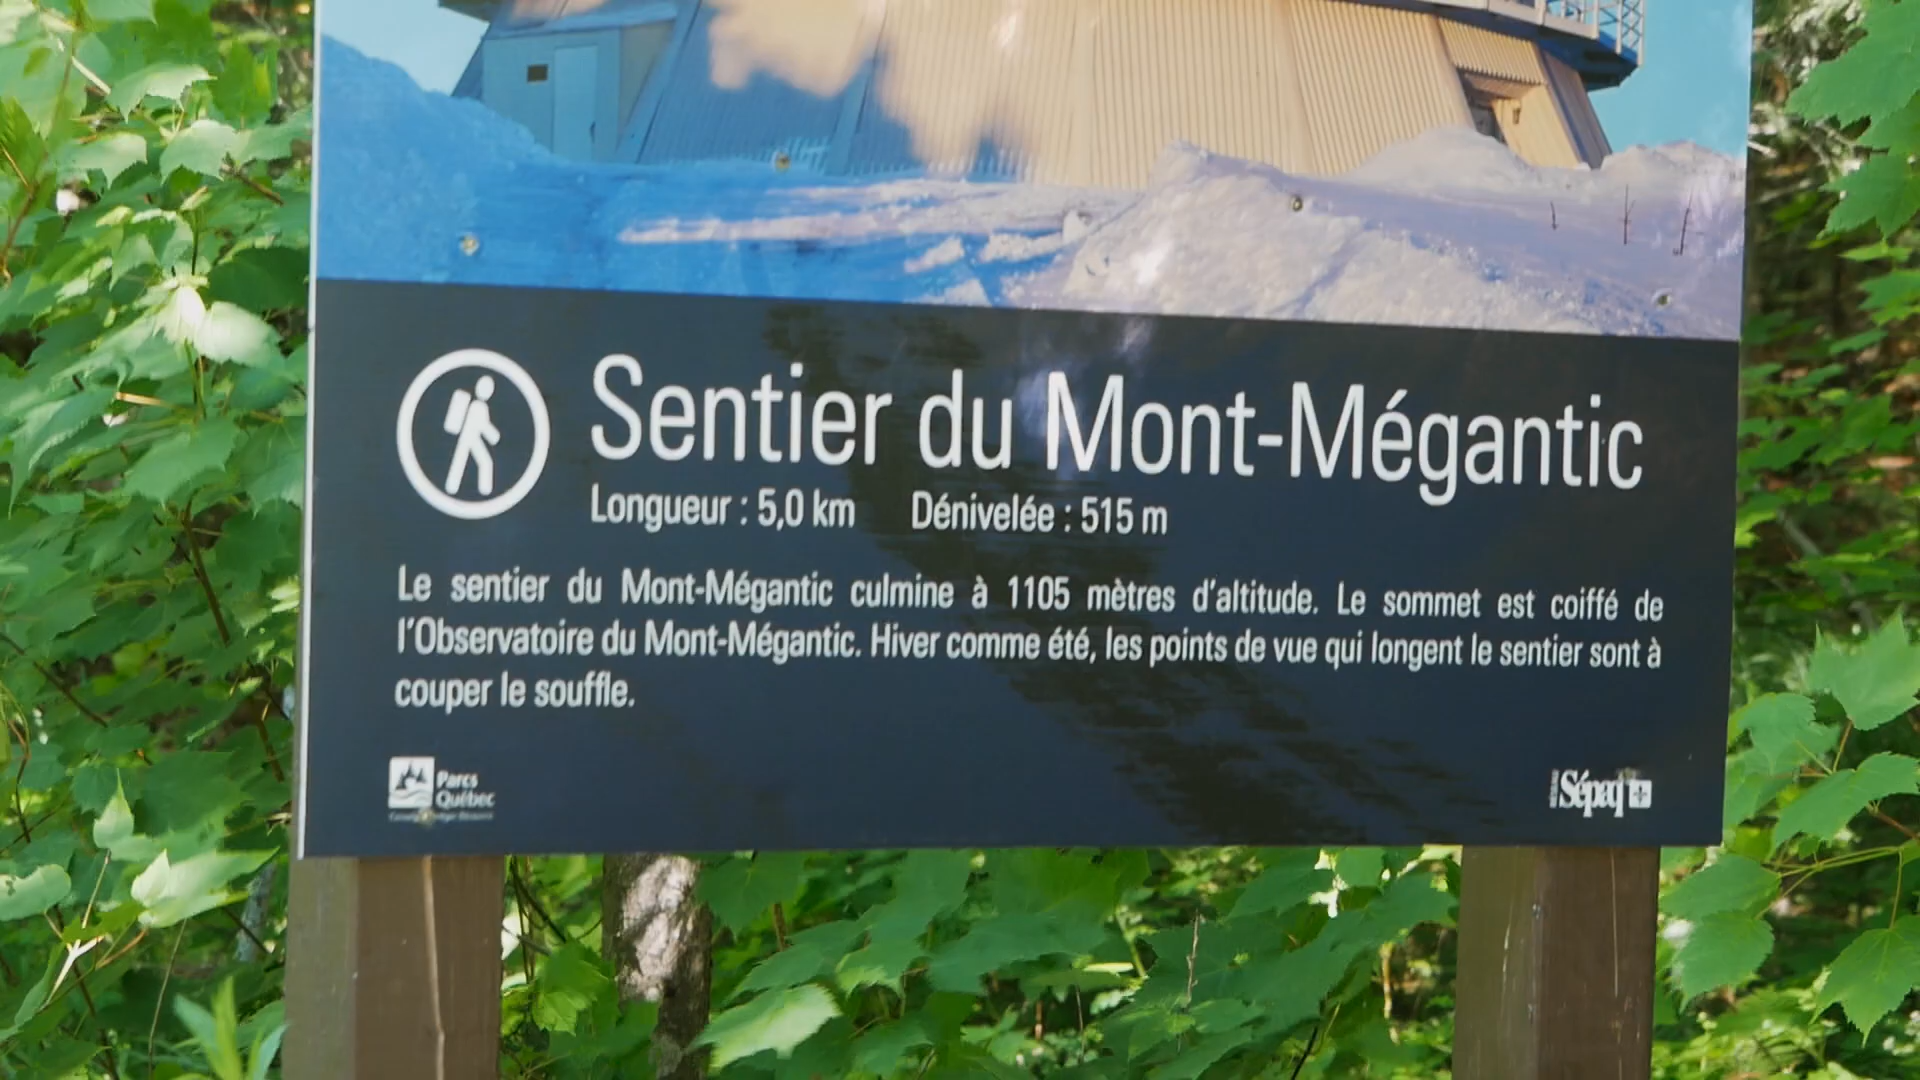 Sentier du Mont-Mégantic
Longueur : 5,0 km Dénivelée : 515 m
Le sentier du Mont-Mégantic culmine à 1105 mètres d'altitude. Le sommet est coiffé de
l'Observatoire du Mont-Mégantic. Hiver comme été, les points de vue qui longent le sentier sont à
couper le souffle.
Parcs
Québec
Sépaq